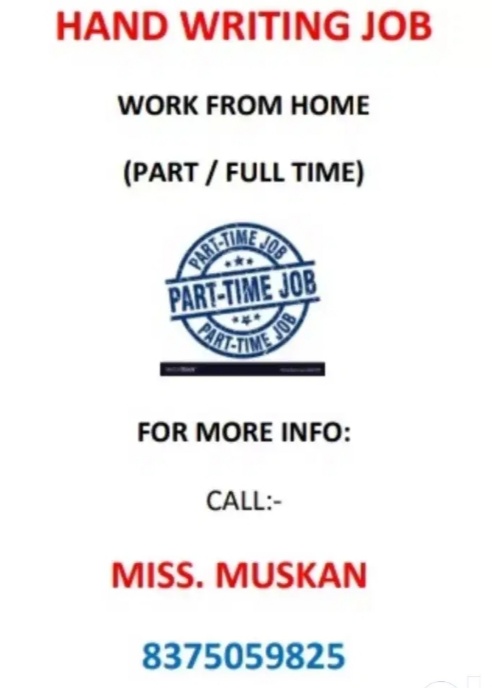 HAND WRITING JOB
WORK FROM HOME
(PART / FULL TIME)
PART-TIME JOB
PART-TIME JOB
PART-TIME JOB
FOR MORE INFO:
CALL:-
MISS. MUSKAN
8375059825